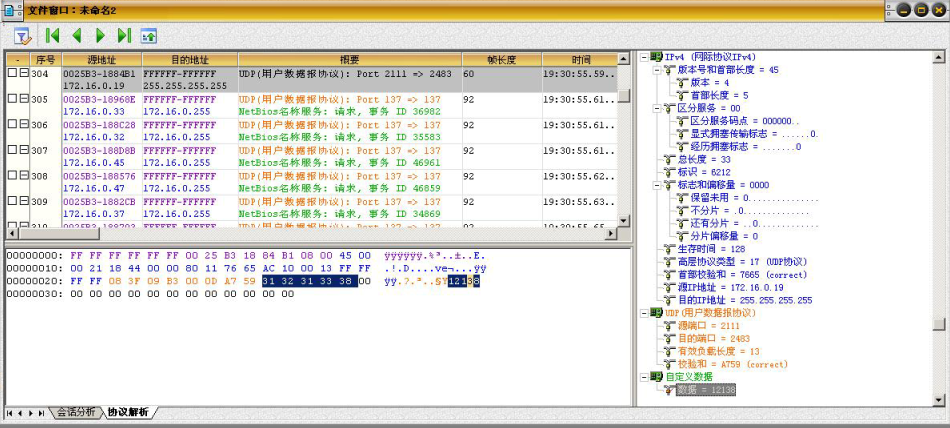 文件窗口：未命名2
- 序号 源地址 目的地址 概要 帧长度 时间
304 0025B3-1884B1 FFFFFF-FFFFFF UDP(用户数据报协议): Port 2111 => 2483 60 19:30:55.59...
172.16.0.19 255.255.255.255
305 0025B3-18968E FFFFFF-FFFFFF UDP(用户数据报协议): Port 137 => 137 92 19:30:55.61...
172.16.0.33 172.16.0.255 NetBios名称服务: 请求, 事务 ID 36982
306 0025B3-188C28 FFFFFF-FFFFFF UDP(用户数据报协议): Port 137 => 137 92 19:30:55.61...
172.16.0.32 172.16.0.255 NetBios名称服务: 请求, 事务 ID 35583
307 0025B3-188D8B FFFFFF-FFFFFF UDP(用户数据报协议): Port 137 => 137 92 19:30:55.61...
172.16.0.45 172.16.0.255 NetBios名称服务: 请求, 事务 ID 46961
308 0025B3-188576 FFFFFF-FFFFFF UDP(用户数据报协议): Port 137 => 137 92 19:30:55.62...
172.16.0.47 172.16.0.255 NetBios名称服务: 请求, 事务 ID 46859
309 0025B3-1882CB FFFFFF-FFFFFF UDP(用户数据报协议): Port 137 => 137 92 19:30:55.63...
172.16.0.37 172.16.0.255 NetBios名称服务: 请求, 事务 ID 34869
00000000: FF FF FF FF FF FF 00 25 B3 18 84 B1 08 00 45 00 ÿÿÿÿÿÿ.%³..±..E.
00000010: 00 21 18 44 00 00 80 11 76 65 AC 10 00 13 FF FF .!.D....ve¬...ÿÿ
00000020: FF FF 08 3F 09 B3 00 0D A7 59 31 32 31 33 38 00 ÿÿ.?.³..§Y12138
00000030: 00 00 00 00 00 00 00 00 00 00 00 00
会话分析 协议解析
IPv4 (网际协议IPv4)
版本号和首部长度 = 45
版本 = 4
首部长度 = 5
区分服务 = 00
区分服务码点 = 000000..
显式拥塞传输标志 = ......0.
经历拥塞标志 = .......0
总长度 = 33
标识 = 6212
标志和偏移量 = 0000
保留未用 = 0...............
不分片 = .0..............
还有分片 = ..0.............
分片偏移量 = 0
生存时间 = 128
高层协议类型 = 17 (UDP协议)
首部校验和 = 7665 (correct)
源IP地址 = 172.16.0.19
目的IP地址 = 255.255.255.255
UDP(用户数据报协议)
源端口 = 2111
目的端口 = 2483
有效负载长度 = 13
校验和 = A759 (correct)
自定义数据
数据 = 12138